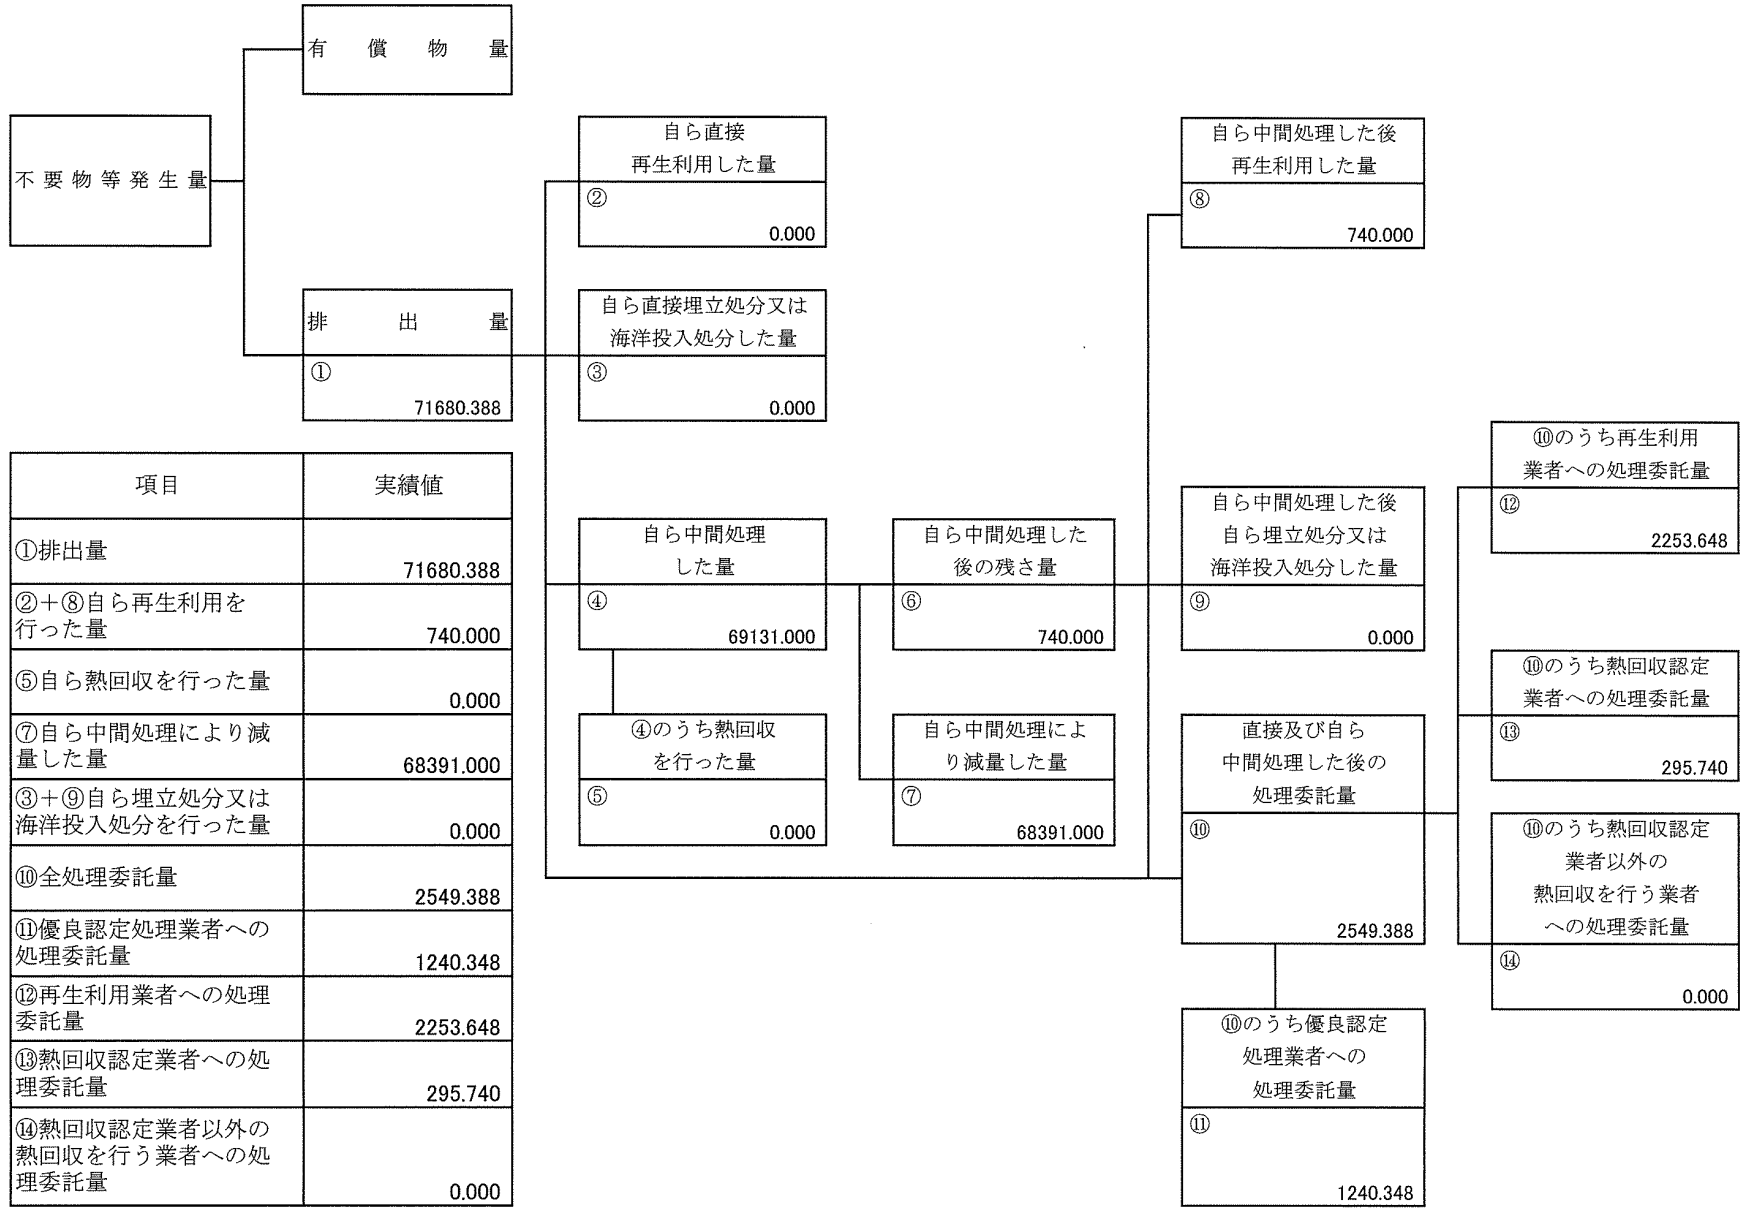 有償物量
不要物等発生量
排出量
①
71680.388
自ら直接
再生利用した量
②
0.000
自ら直接埋立処分又は
海洋投入処分した量
③
0.000
自ら中間処理
した量
④
69131.000
④のうち熱回収
を行った量
⑤
0.000
自ら中間処理した
後の残さ量
⑥
740.000
自ら中間処理によ
り減量した量
⑦
68391.000
自ら中間処理した後
再生利用した量
⑧
740.000
自ら中間処理した後
自ら埋立処分又は
海洋投入処分した量
⑨
0.000
直接及び自ら
中間処理した後の
処理委託量
⑩
2549.388
⑩のうち優良認定
処理業者への
処理委託量
⑪
1240.348
⑩のうち再生利用
業者への処理委託量
⑫
2253.648
⑩のうち熱回収認定
業者への処理委託量
⑬
295.740
⑩のうち熱回収認定
業者以外の
熱回収を行う業者
への処理委託量
⑭
0.000
項目 実績値
①排出量
71680.388
②+⑧自ら再生利用を
行った量
740.000
⑤自ら熱回収を行った量
0.000
⑦自ら中間処理により減
量した量
68391.000
③+⑨自ら埋立処分又は
海洋投入処分を行った量
0.000
⑩全処理委託量
2549.388
⑪優良認定処理業者への
処理委託量
1240.348
⑫再生利用業者への処理
委託量
2253.648
⑬熱回収認定業者への処
理委託量
295.740
⑭熱回収認定業者以外の
熱回収を行う業者への処
理委託量
0.000